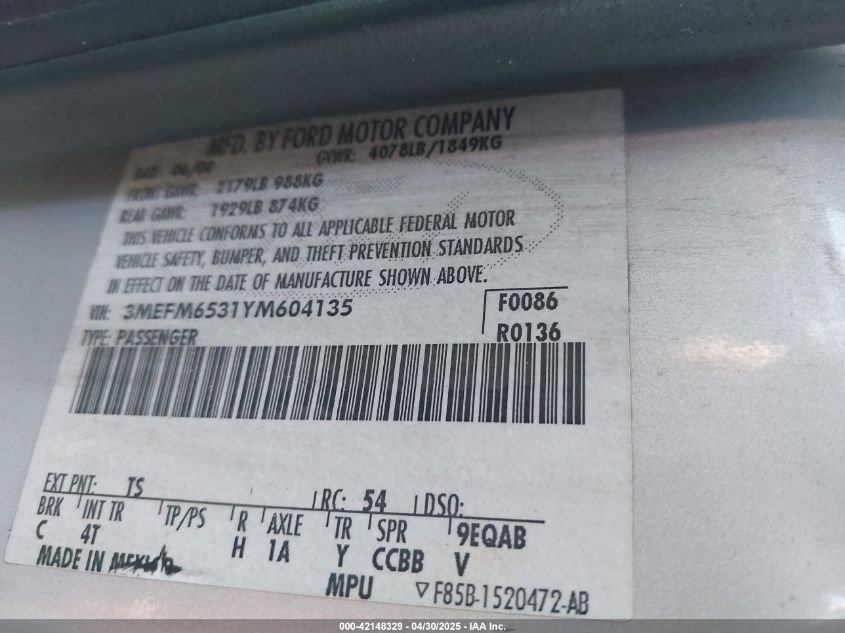 MFD. BY FORD MOTOR COMPANY
DATE: 06/00 GVWR: 4078LB/1849KG
FRONT GAWR: 2179LB 988KG
REAR GAWR: 1929LB 874KG
THIS VEHICLE CONFORMS TO ALL APPLICABLE FEDERAL MOTOR
VEHICLE SAFETY, BUMPER, AND THEFT PREVENTION STANDARDS
IN EFFECT ON THE DATE OF MANUFACTURE SHOWN ABOVE.
VIN: 3MEFM6531YM604135 F0086
TYPE: PASSENGER R0136
EXT PNT: TS RC: 54 DSO:
BRK INT TR TP/PS R AXLE TR SPR 9EQAB
C 4T H 1A Y CCBB V
MADE IN MEXICO
MPU ▽F85B-1520472-AB
000-42148329 - 04/30/2025 - IAA Inc.